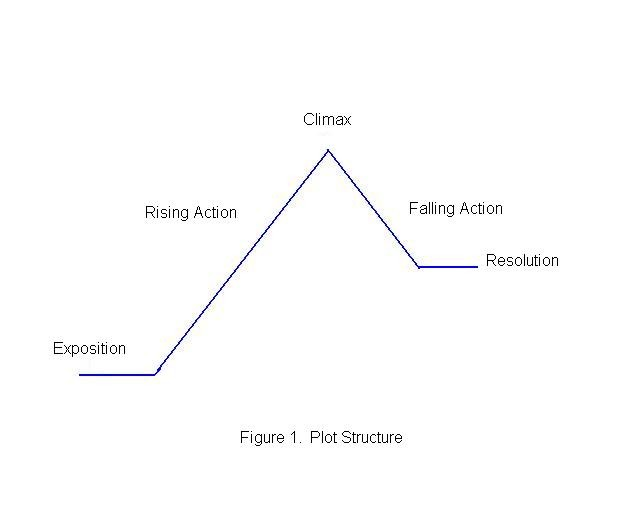 Climax
Rising Action
Falling Action
Resolution
Exposition
Figure 1. Plot Structure